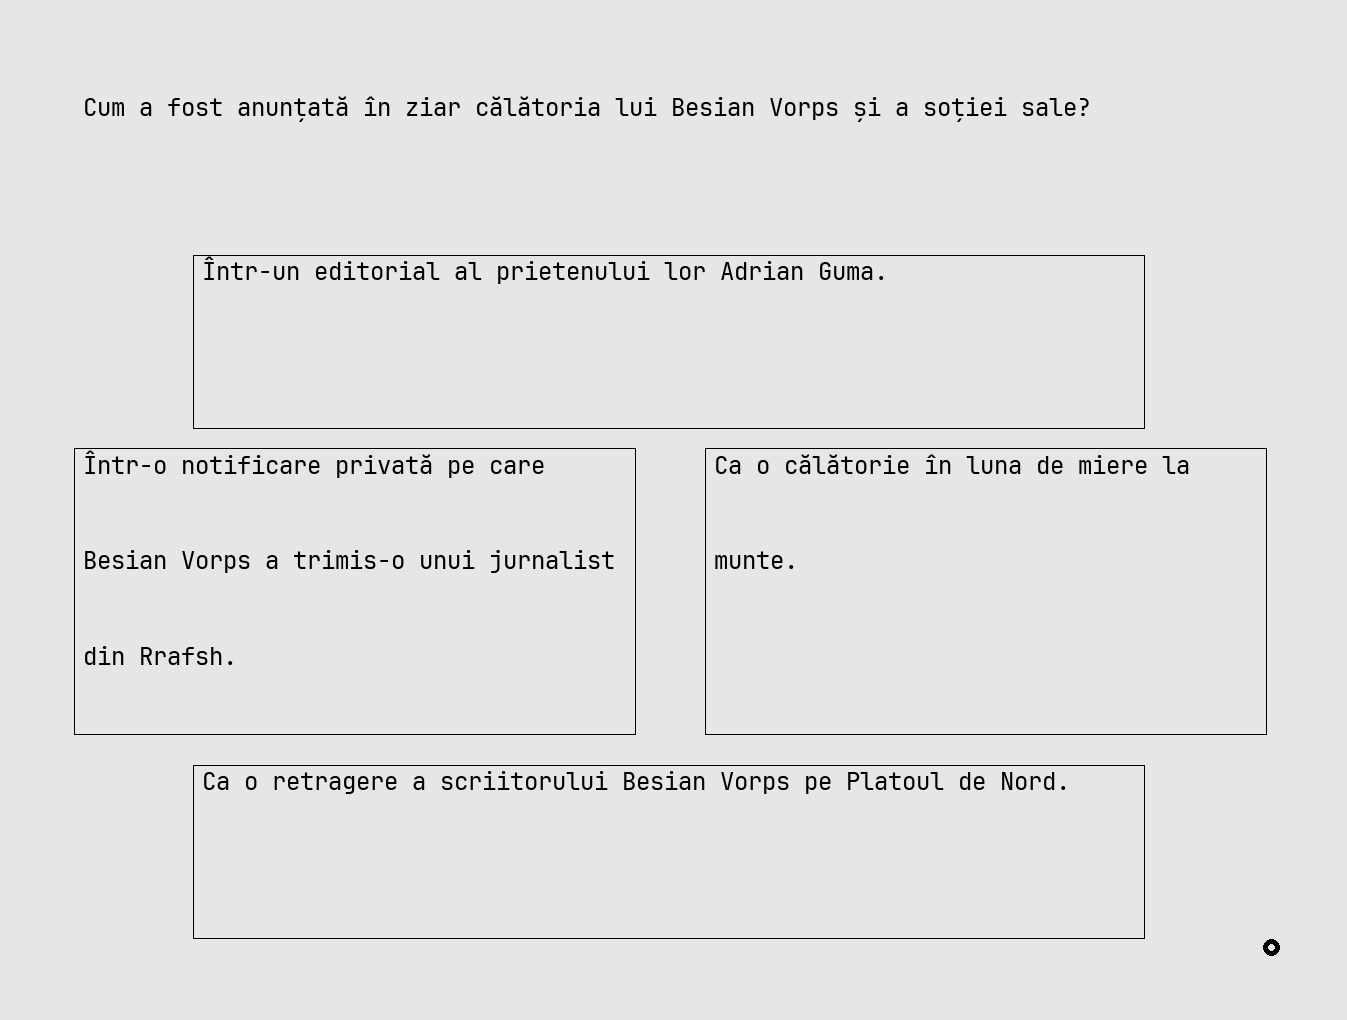 Cum a fost anunțată în ziar călătoria lui Besian Vorps și a soției sale?
Într-un editorial al prietenului lor Adrian Guma.
Într-o notificare privată pe care
Besian Vorps a trimis-o unui jurnalist
din Rrafsh.
Ca o călătorie în luna de miere la
munte.
Ca o retragere a scriitorului Besian Vorps pe Platoul de Nord.